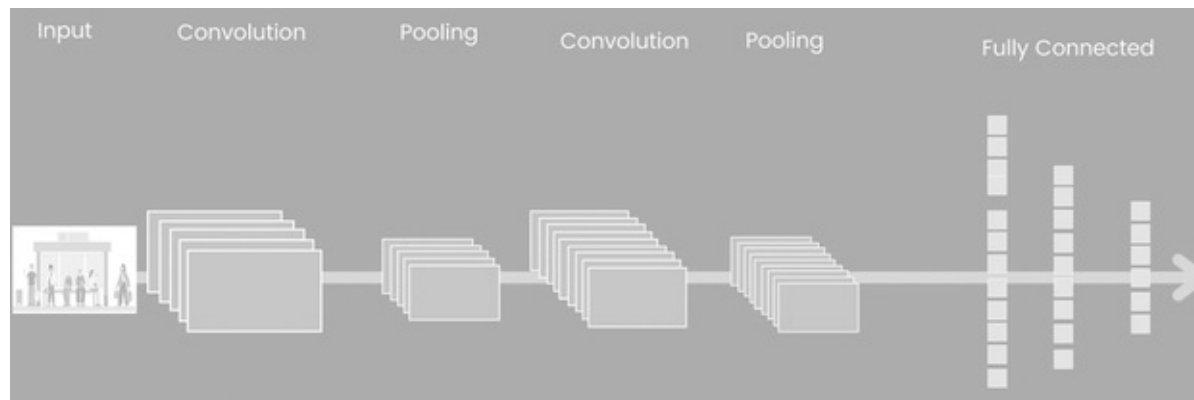 Input
Convolution
Pooling
Convolution
Pooling
Fully Connected